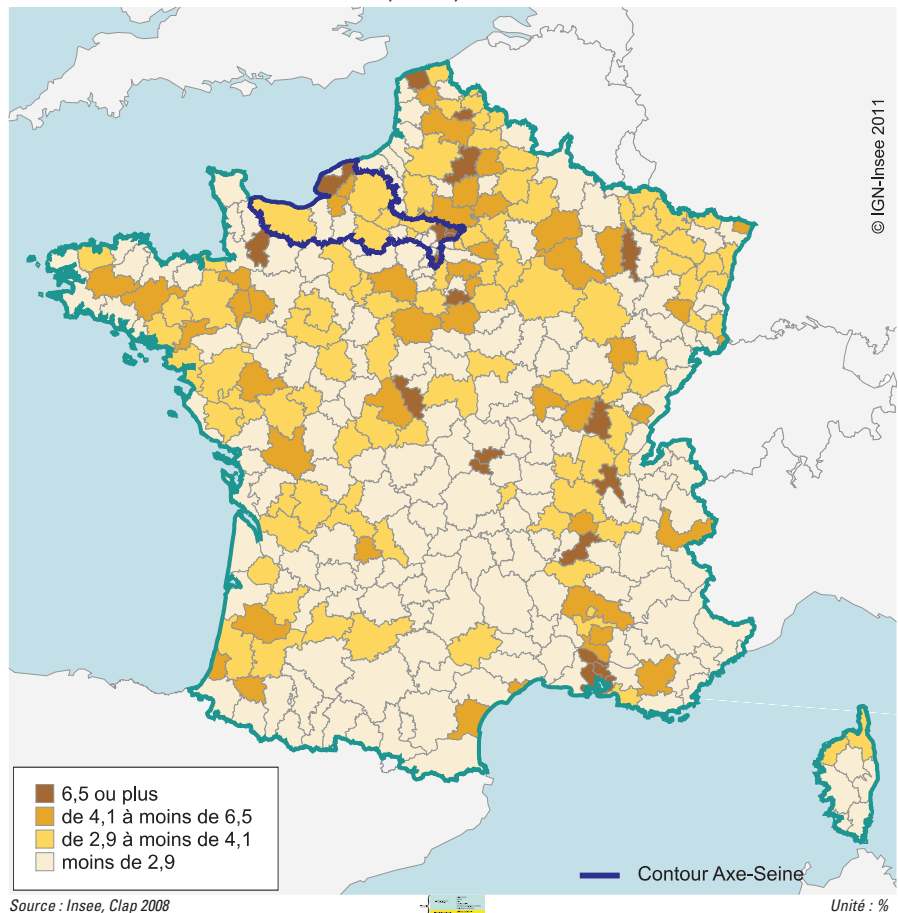 © IGN-Insee 2011
6,5 ou plus
de 4,1 à moins de 6,5
de 2,9 à moins de 4,1
moins de 2,9
Contour Axe-Seine
Source : Insee, Clap 2008
Unité : %